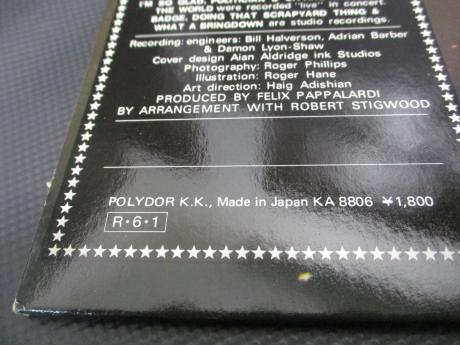 I'M SO GLAD, POLITICIAN &
THE WORLD were recorded "live" in concert.
BADGE, DOING THAT SCRAPYARD THING &
WHAT A BRINGDOWN are studio recordings.
Recording: engineers: Bill Halverson, Adrian Barber
& Damon Lyon-Shaw
Cover design Alan Aldridge ink Studios
Photography: Roger Phillips
Illustration: Roger Hane
Art direction: Haig Adishian
PRODUCED BY FELIX PAPPALARDI
BY ARRANGEMENT WITH ROBERT STIGWOOD
POLYDOR K.K., Made in Japan KA 8806 ¥1,800
R・6・1